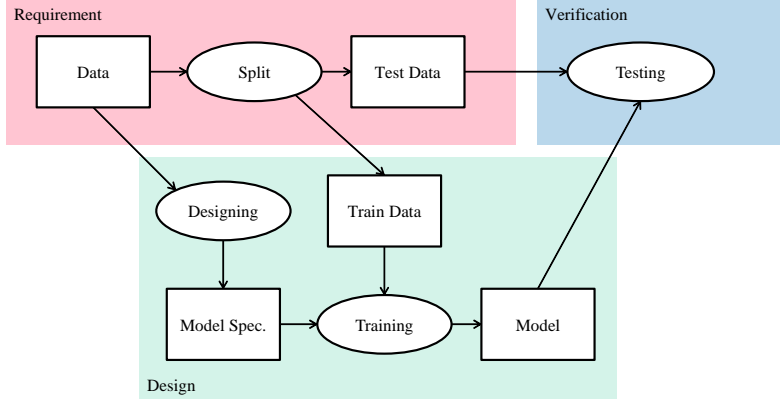 Requirement
Verification
Data
Split
Test Data
Testing
Designing
Train Data
Model Spec.
Training
Model
Design